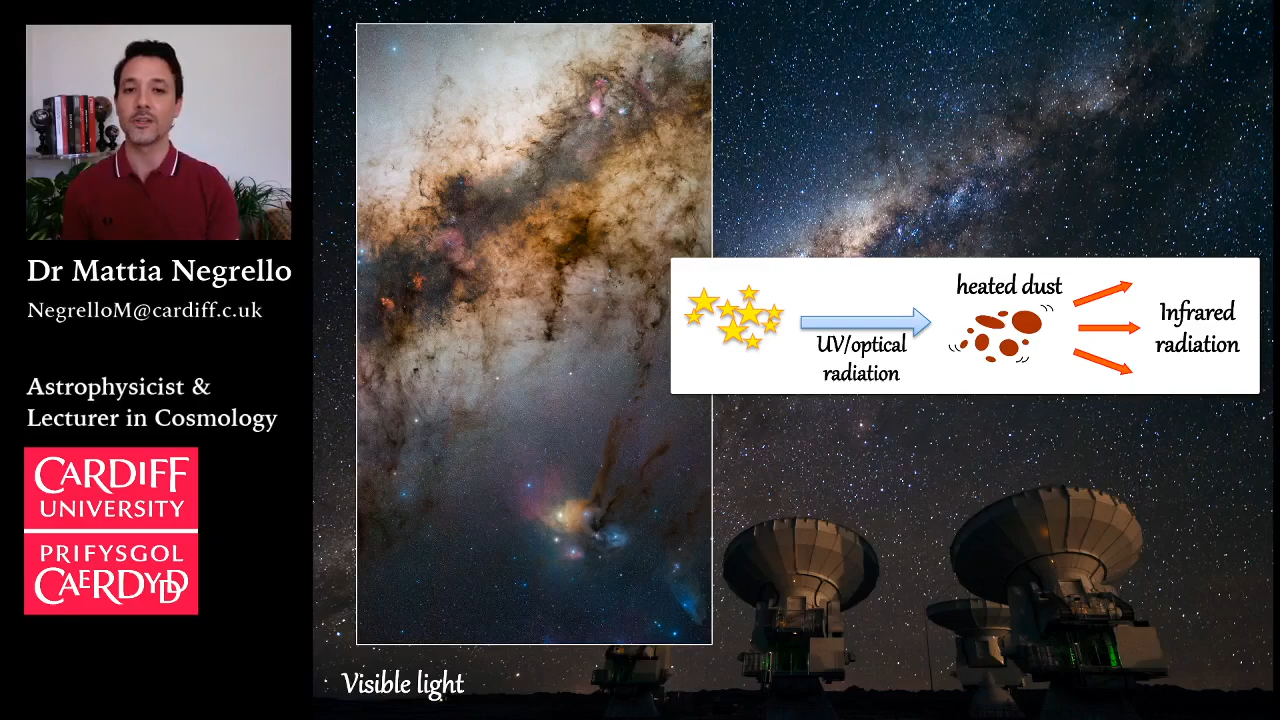 Dr Mattia Negrello
NegrelloM@cardiff.c.uk
Astrophysicist &
Lecturer in Cosmology
CARDIFF
UNIVERSITY
PRIFYSGOL
CAERDYDD
heated dust
UV/optical
radiation
Infrared
radiation
Visible light